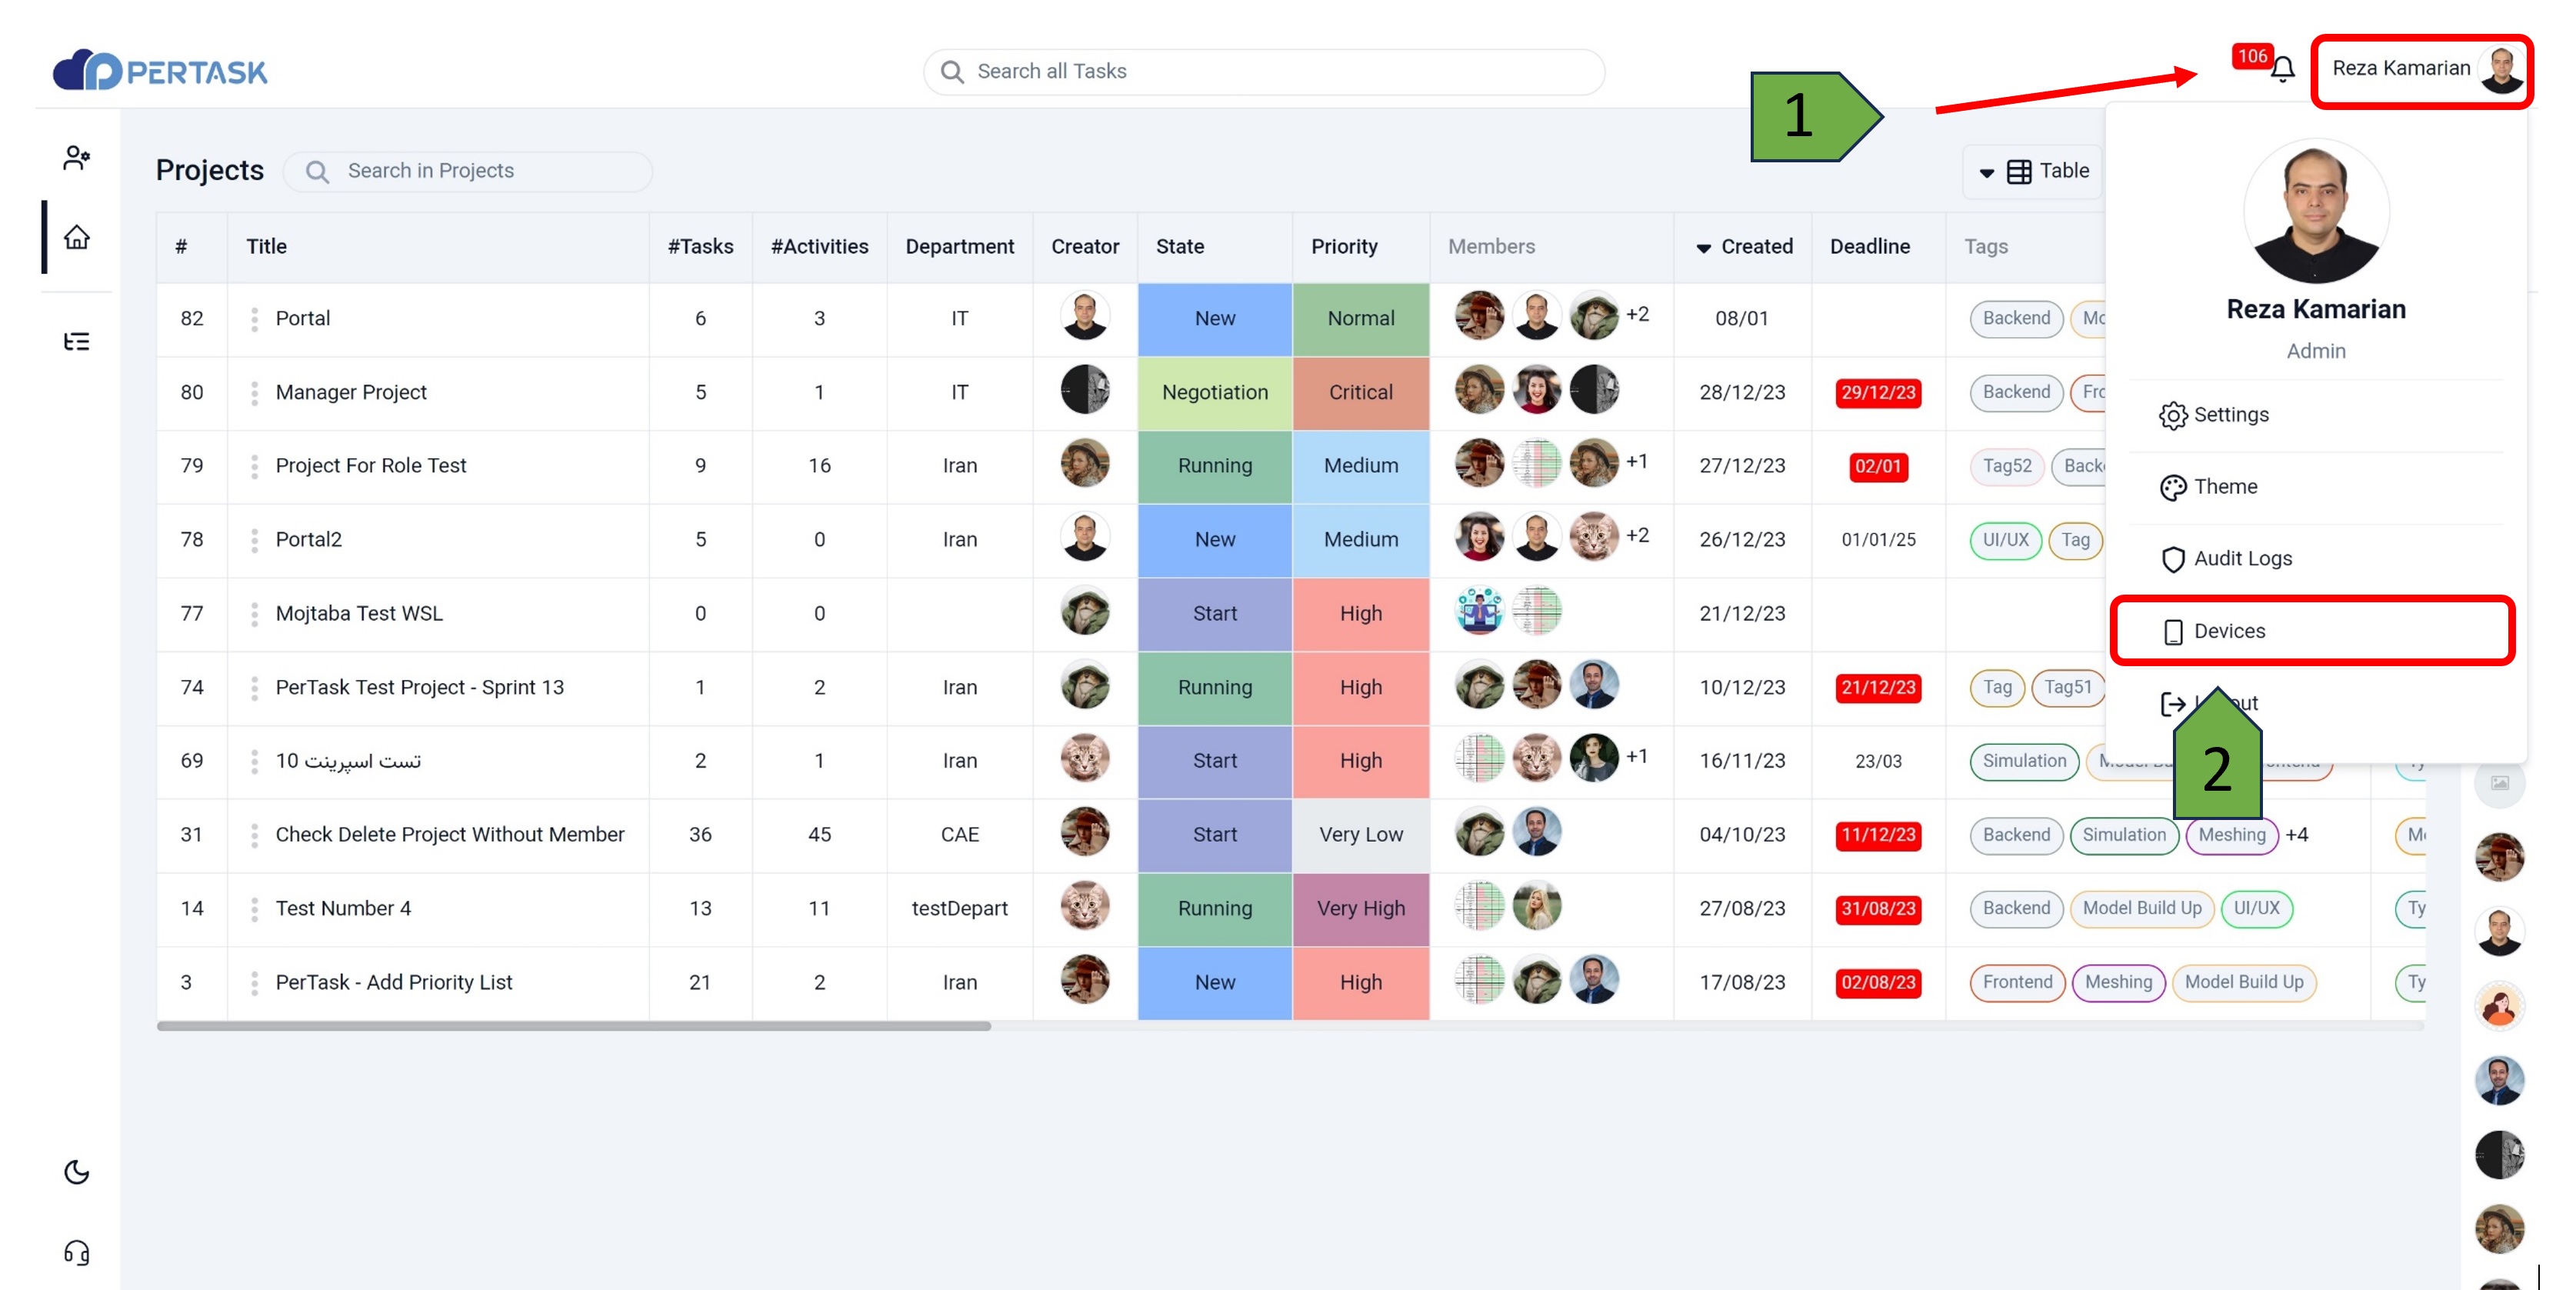 PERTASK
Search all Tasks
106
Reza Kamarian
1
Projects
Search in Projects
Table
Reza Kamarian
Admin
Settings
Theme
Audit Logs
Devices
2
# Title #Tasks #Activities Department Creator State Priority Members Created Deadline Tags
82 Portal 6 3 IT New Normal +2 08/01 Backend
80 Manager Project 5 1 IT Negotiation Critical 28/12/23 29/12/23 Backend
79 Project For Role Test 9 16 Iran Running Medium +1 27/12/23 02/01 Tag52
78 Portal2 5 0 Iran New Medium +2 26/12/23 01/01/25 UI/UX Tag
77 Mojtaba Test WSL 0 0 Start High 21/12/23
74 PerTask Test Project - Sprint 13 1 2 Iran Running High 10/12/23 21/12/23 Tag Tag51
69 تست اسپرینت 10 2 1 Iran Start High +1 16/11/23 23/03 Simulation
31 Check Delete Project Without Member 36 45 CAE Start Very Low 04/10/23 11/12/23 Backend Simulation Meshing +4
14 Test Number 4 13 11 testDepart Running Very High 27/08/23 31/08/23 Backend Model Build Up UI/UX
3 PerTask - Add Priority List 21 2 Iran New High 17/08/23 02/08/23 Frontend Meshing Model Build Up